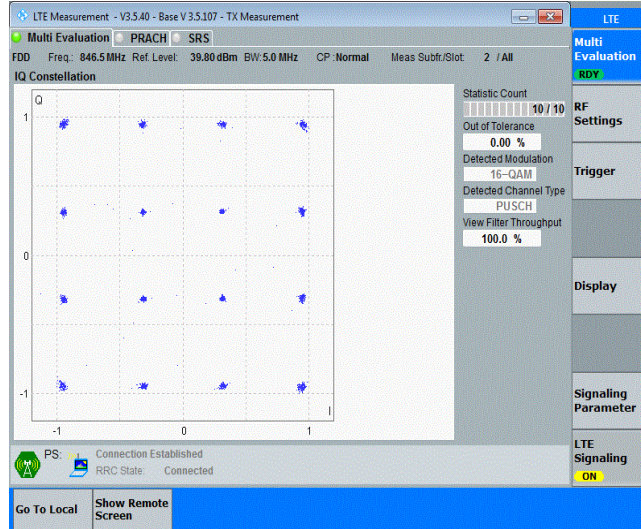 LTE Measurement - V3.5.40 - Base V 3.5.107 - TX Measurement
LTE
Multi Evaluation PRACH SRS
Multi
Evaluation
RDY
FDD Freq.: 846.5 MHz Ref. Level: 39.80 dBm BW: 5.0 MHz CP : Normal Meas Subfr./Slot: 2 / All
IQ Constellation
Q
1
0
-1
-1 0 1
I
Statistic Count
10 / 10
Out of Tolerance
0.00 %
Detected Modulation
16-QAM
Detected Channel Type
PUSCH
View Filter Throughput
100.0 %
RF
Settings
Trigger
Display
Signaling
Parameter
LTE
Signaling
ON
PS: Connection Established
RRC State: Connected
Go To Local
Show Remote
Screen